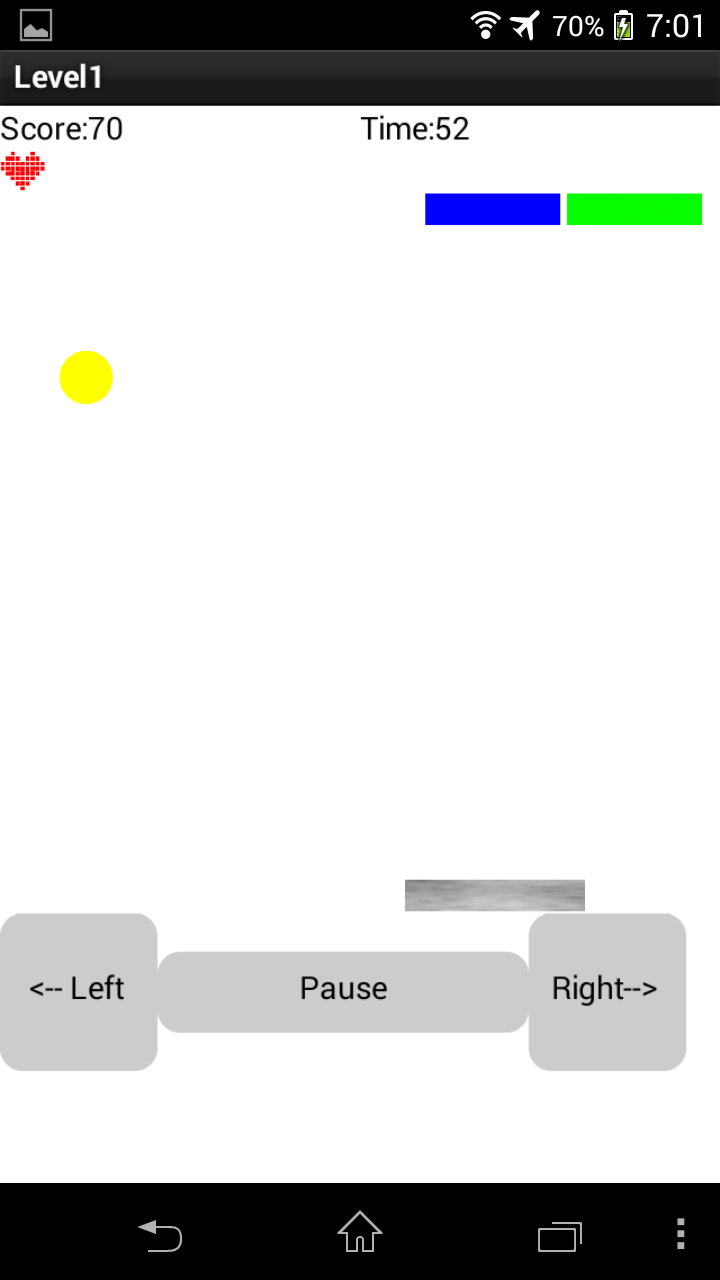 70% 7:01
Level1
Score:70 Time:52
<-- Left Pause Right-->